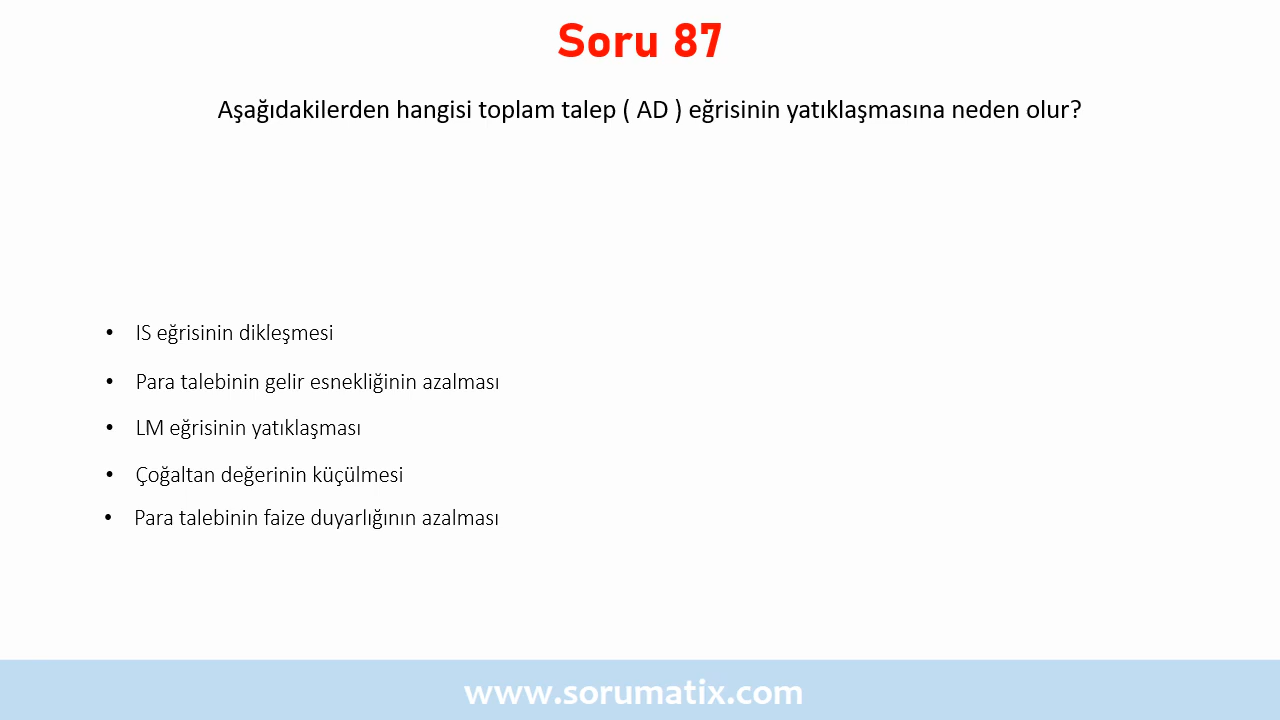 Soru 87
Aşağıdakilerden hangisi toplam talep ( AD ) eğrisinin yatıklaşmasına neden olur?
• IS eğrisinin dikleşmesi
• Para talebinin gelir esnekliğinin azalması
• LM eğrisinin yatıklaşması
• Çoğaltan değerinin küçülmesi
• Para talebinin faize duyarlığının azalması
www.sorumatix.com